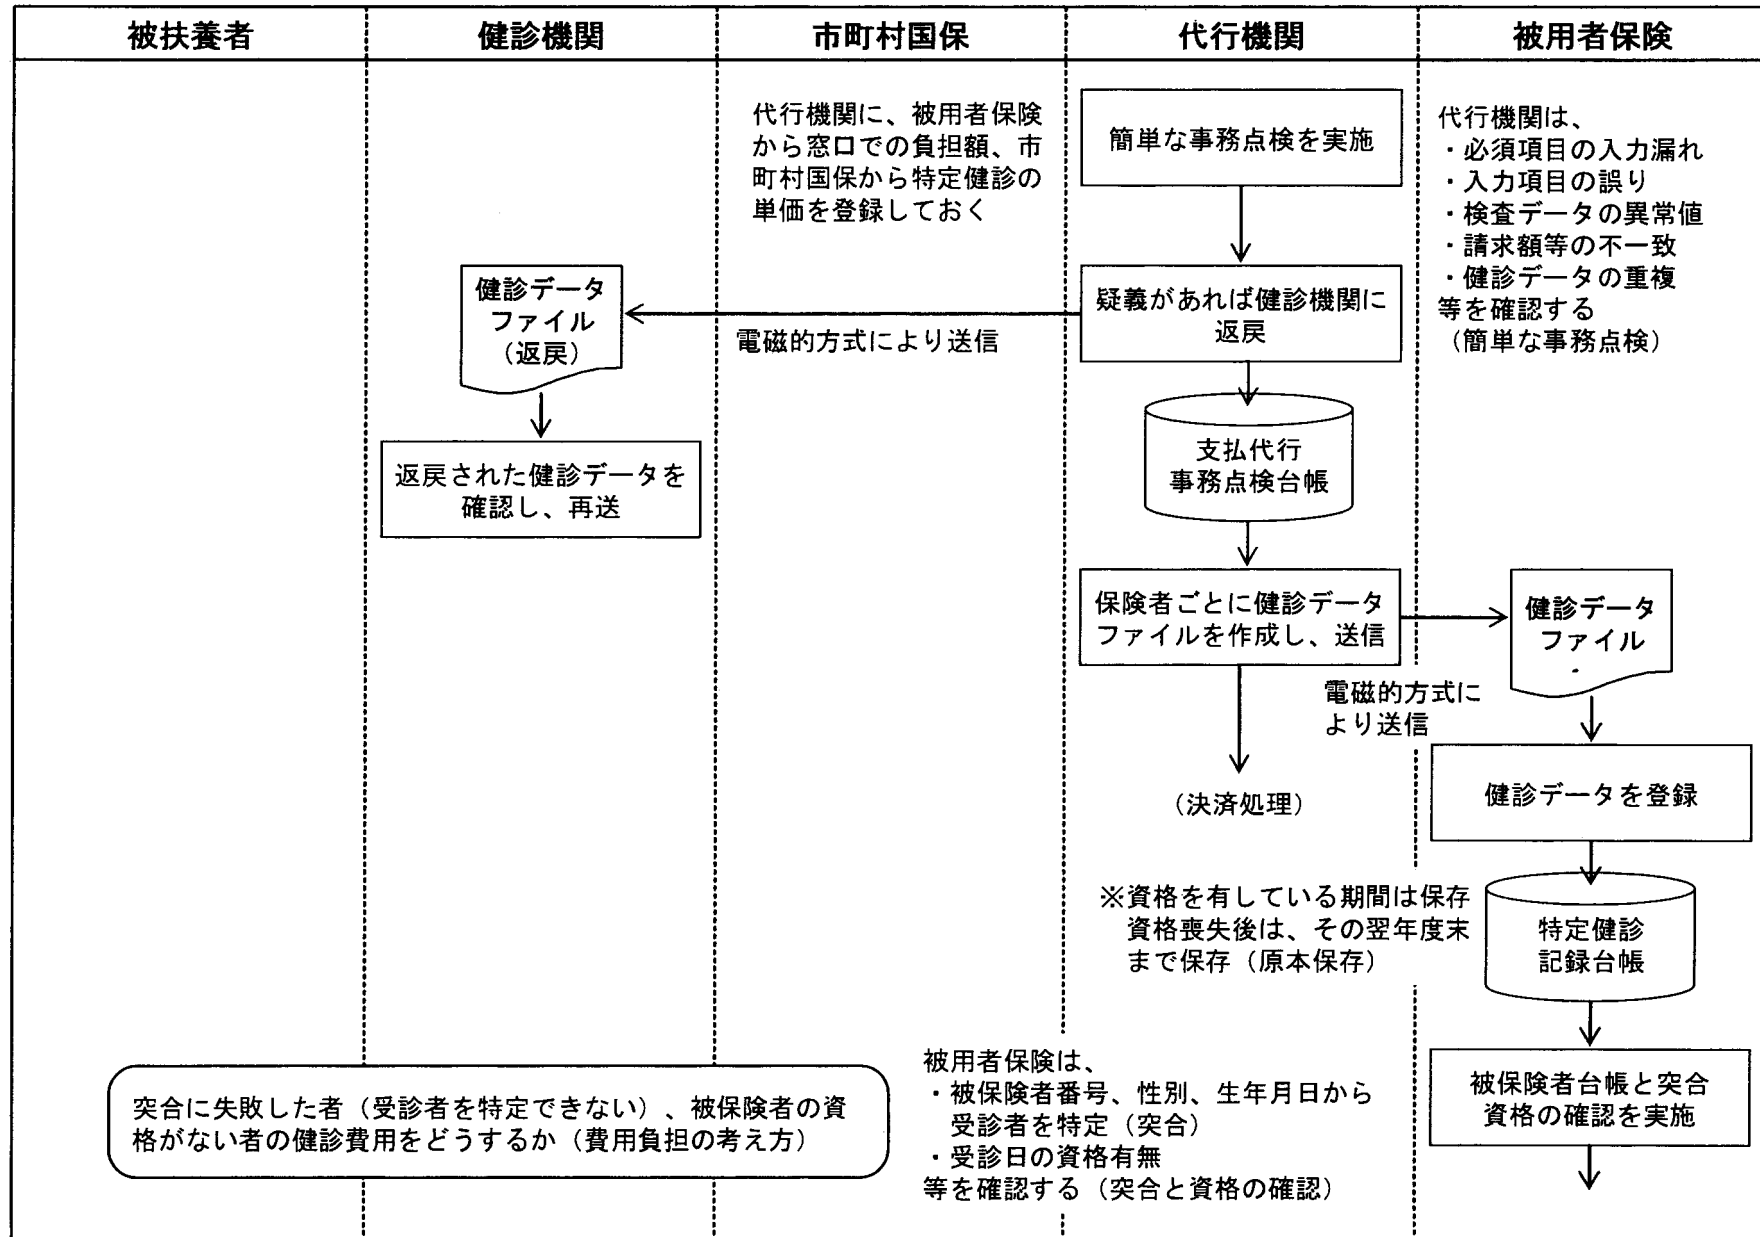 被扶養者
健診機関
市町村国保
代行機関
被用者保険
代行機関に、被用者保険
から窓口での負担額、市
町村国保から特定健診の
単価を登録しておく
簡単な事務点検を実施
代行機関は、
・必須項目の入力漏れ
・入力項目の誤り
・検査データの異常値
・請求額等の不一致
・健診データの重複
等を確認する
(簡単な事務点検)
健診データ
ファイル
(返戻)
電磁的方式により送信
疑義があれば健診機関に
返戻
返戻された健診データを
確認し、再送
支払代行
事務点検台帳
保険者ごとに健診データ
ファイルを作成し、送信
健診データ
ファイル
電磁的方式に
より送信
(決済処理)
健診データを登録
※資格を有している期間は保存
資格喪失後は、その翌年度末
まで保存(原本保存)
特定健診
記録台帳
突合に失敗した者(受診者を特定できない)、被保険者の資
格がない者の健診費用をどうするか(費用負担の考え方)
被用者保険は、
・被保険者番号、性別、生年月日から
受診者を特定(突合)
・受診日の資格有無
等を確認する(突合と資格の確認)
被保険者台帳と突合
資格の確認を実施